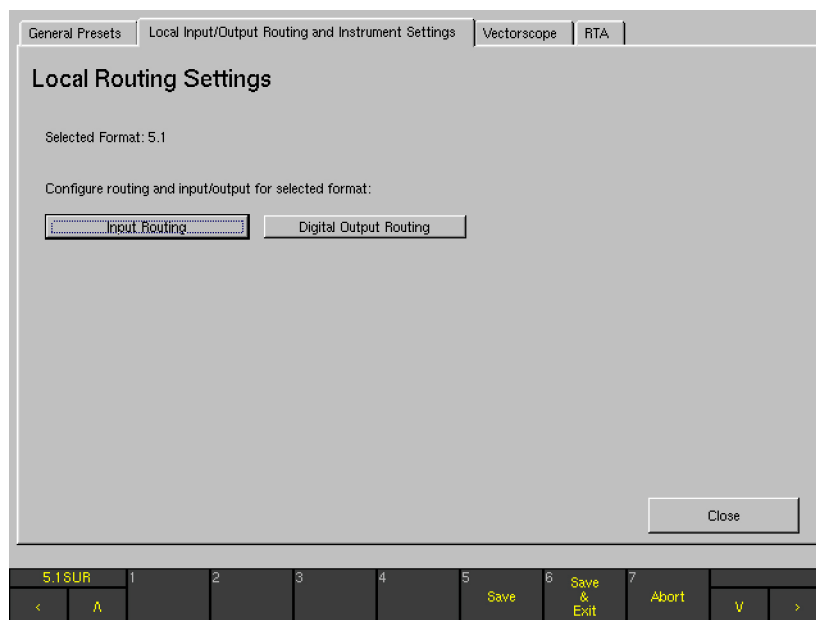 General Presets Local Input/Output Routing and Instrument Settings Vectorscope RTA
Local Routing Settings
Selected Format: 5.1
Configure routing and input/output for selected format:
Input Routing Digital Output Routing
Close
5.1SUR 1 2 3 4 5 Save 6 Save & Exit 7 Abort
< Λ V >